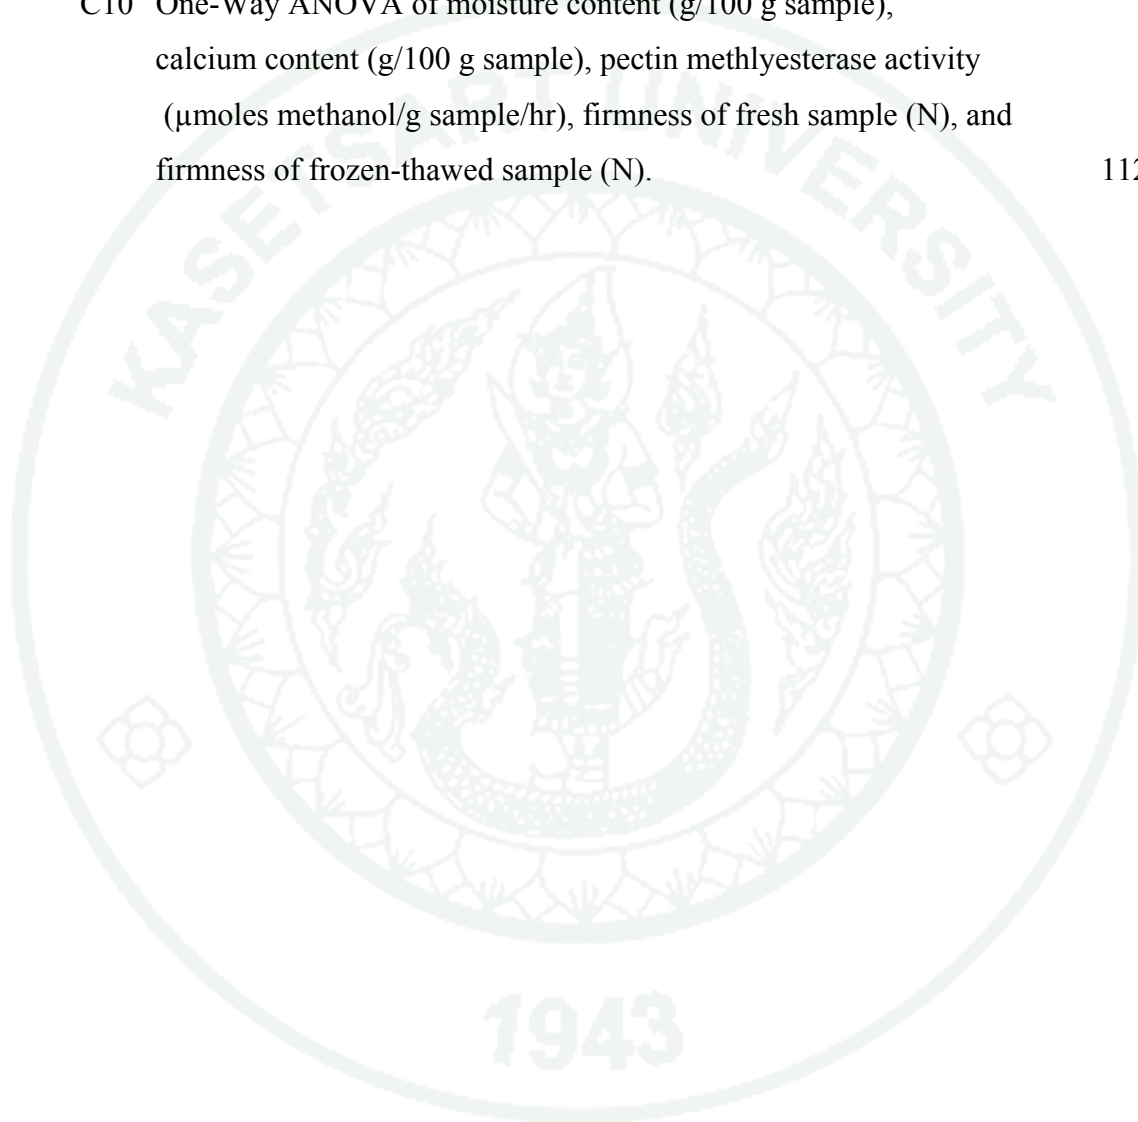 C10 One-Way ANOVA of moisture content (g/100 g sample),
calcium content (g/100 g sample), pectin methlyesterase activity
(µmoles methanol/g sample/hr), firmness of fresh sample (N), and
firmness of frozen-thawed sample (N). 112
KASETSART UNIVERSITY
1943